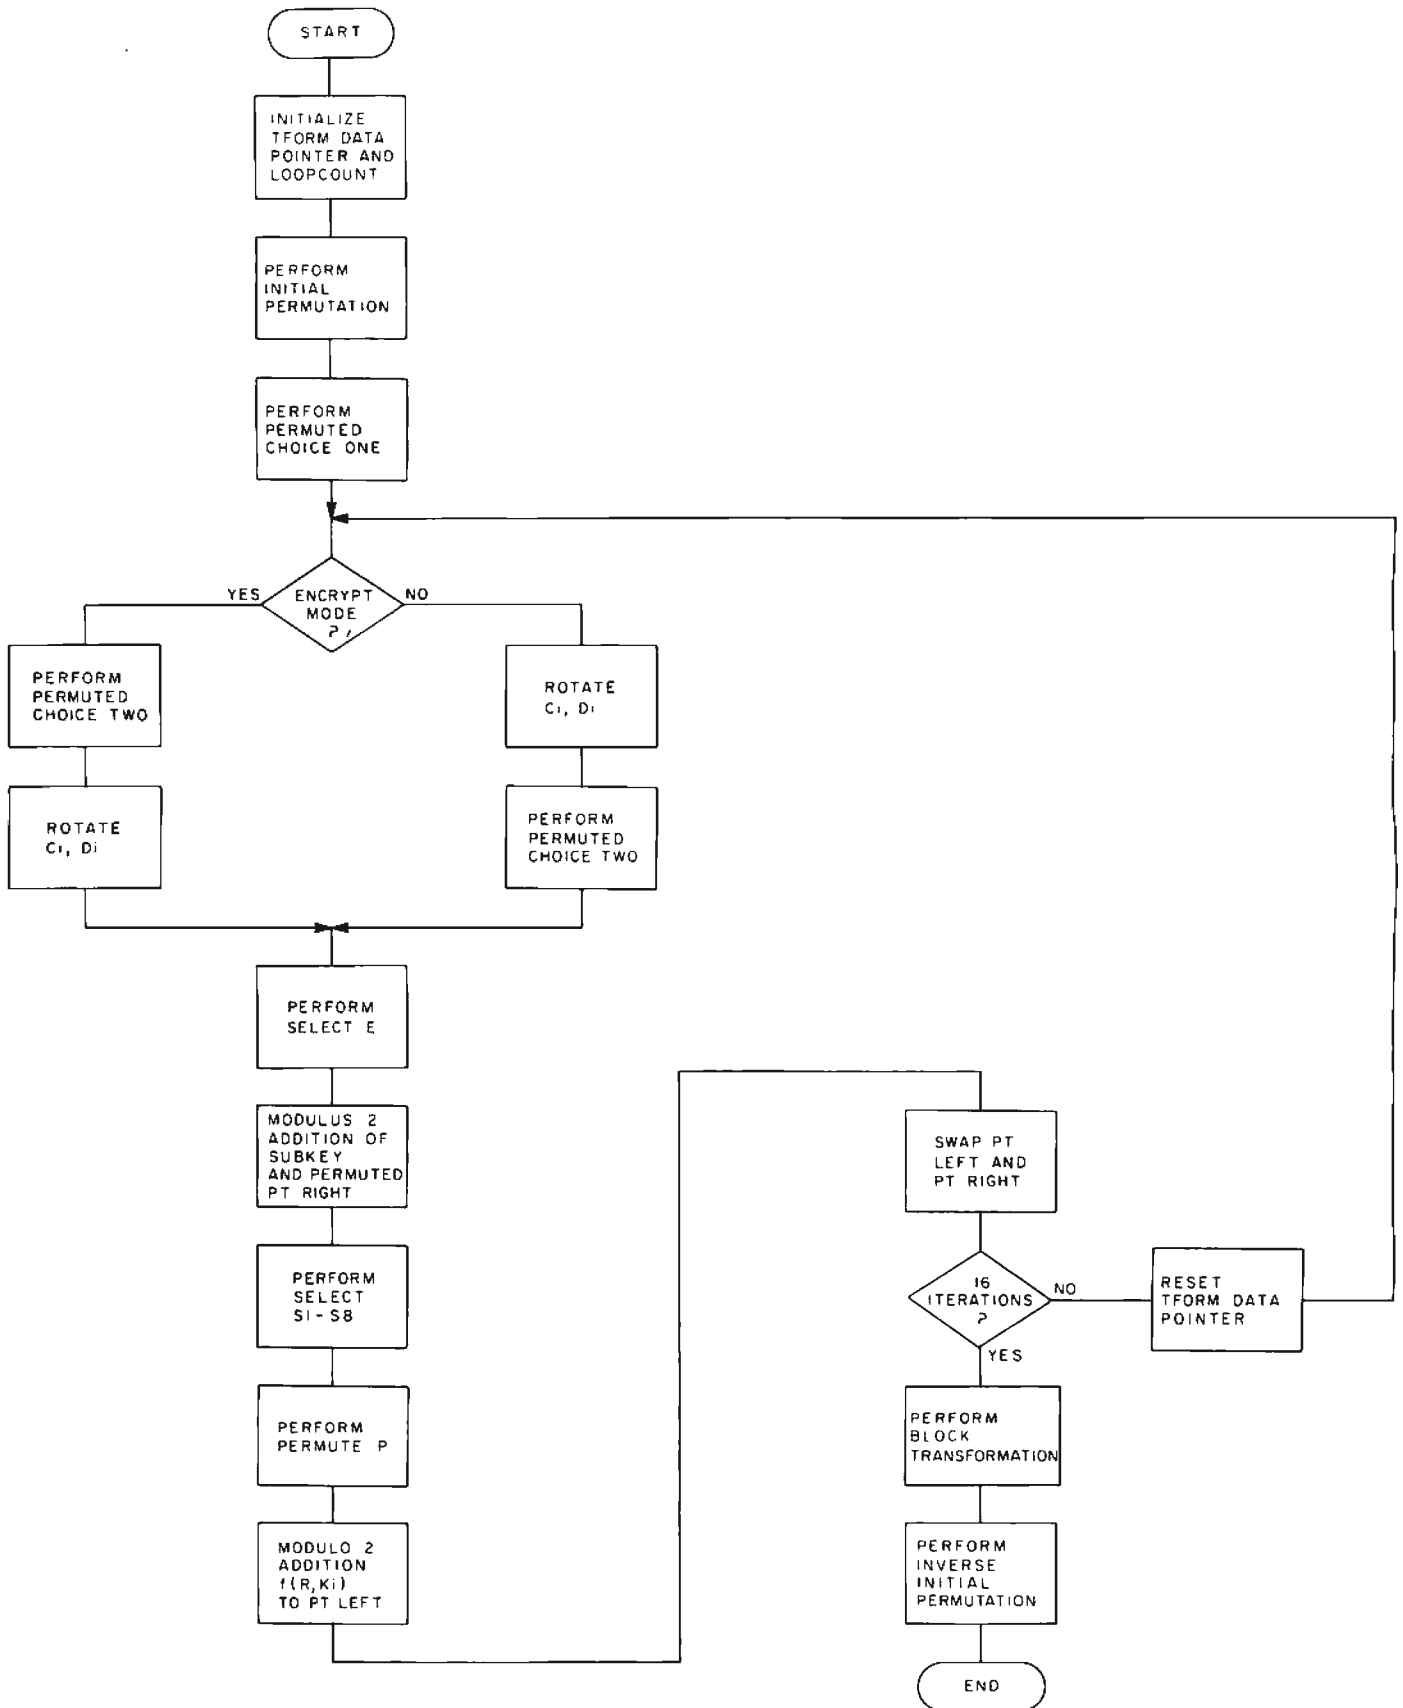 START
INITIALIZE
TFORM DATA
POINTER AND
LOOPCOUNT
PERFORM
INITIAL
PERMUTATION
PERFORM
PERMUTED
CHOICE ONE
YES
ENCRYPT
MODE
?
NO
PERFORM
PERMUTED
CHOICE TWO
ROTATE
Ci, Di
ROTATE
Ci, Di
PERFORM
PERMUTED
CHOICE TWO
PERFORM
SELECT E
MODULUS 2
ADDITION OF
SUBKEY
AND PERMUTED
PT RIGHT
PERFORM
SELECT
S1-S8
PERFORM
PERMUTE P
MODULO 2
ADDITION
f(R,Ki)
TO PT LEFT
SWAP PT
LEFT AND
PT RIGHT
16
ITERATIONS
?
NO
RESET
TFORM DATA
POINTER
YES
PERFORM
BLOCK
TRANSFORMATION
PERFORM
INVERSE
INITIAL
PERMUTATION
END